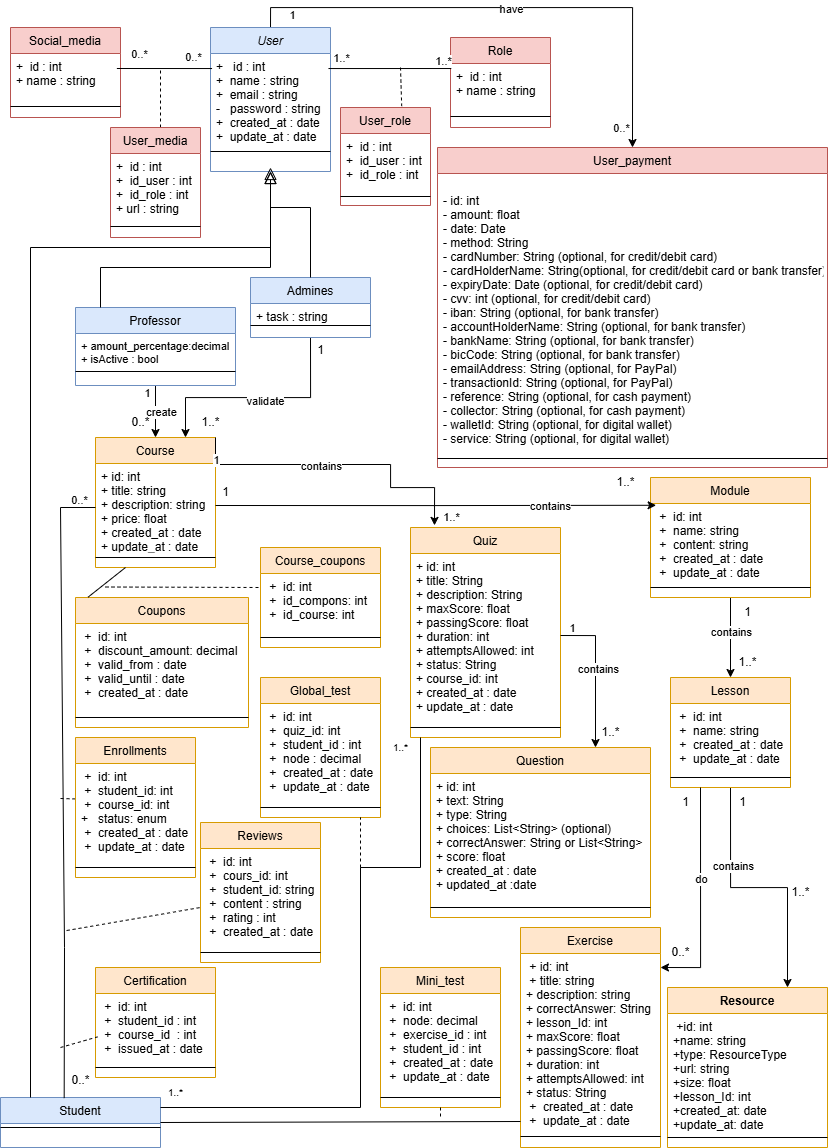 have
1
Social_media
+ id : int
+ name : string
0..*
0..*
User
+ id : int
+ name : string
+ email : string
- password : string
+ created_at : date
+ update_at : date
1..*
1..*
Role
+ id : int
+ name : string
User_media
+ id : int
+ id_user : int
+ id_role : int
+ url : string
User_role
+ id : int
+ id_user : int
+ id_role : int
0..*
User_payment
- id: int
- amount: float
- date: Date
- method: String
- cardNumber: String (optional, for credit/debit card)
- cardHolderName: String(optional, for credit/debit card or bank transfer)
- expiryDate: Date (optional, for credit/debit card)
- cvv: int (optional, for credit/debit card)
- iban: String (optional, for bank transfer)
- accountHolderName: String (optional, for bank transfer)
- bankName: String (optional, for bank transfer)
- bicCode: String (optional, for bank transfer)
- emailAddress: String (optional, for PayPal)
- transactionId: String (optional, for PayPal)
- reference: String (optional, for cash payment)
- collector: String (optional, for cash payment)
- walletId: String (optional, for digital wallet)
- service: String (optional, for digital wallet)
Admines
+ task : string
Professor
+ amount_percentage:decimal
+ isActive : bool
1
1
create
validate
0..*
1..*
Course
+ id: int
+ title: string
+ description: string
+ price: float
+ created_at : date
+ update_at : date
1
contains
1
contains
1..*
0..*
1..*
Module
+ id: int
+ name: string
+ content: string
+ created_at : date
+ update_at : date
Quiz
+ id: int
+ title: String
+ description: String
+ maxScore: float
+ passingScore: float
+ duration: int
+ attemptsAllowed: int
+ status: String
+ course_id: int
+ created_at : date
+ update_at : date
Course_coupons
+ id: int
+ id_compons: int
+ id_course: int
Coupons
+ id: int
+ discount_amount: decimal
+ valid_from : date
+ valid_until : date
+ created_at : date
1
contains
1..*
1
contains
1..*
Lesson
+ id: int
+ name: string
+ created_at : date
+ update_at : date
Global_test
+ id: int
+ quiz_id: int
+ student_id : int
+ node : decimal
+ created_at : date
+ update_at : date
1..*
Enrollments
+ id: int
+ student_id: int
+ course_id: int
+ status: enum
+ created_at : date
+ update_at : date
Question
+ id: int
+ text: String
+ type: String
+ choices: List<String> (optional)
+ correctAnswer: String or List<String>
+ score: float
+ created_at : date
+ updated_at :date
1
1
contains
do
1..*
0..*
Reviews
+ id: int
+ cours_id: int
+ student_id: string
+ content : string
+ rating : int
+ created_at : date
Exercise
+ id: int
+ title: string
+ description: string
+ correctAnswer: String
+ lesson_Id: int
+ maxScore: float
+ passingScore: float
+ duration: int
+ attemptsAllowed: int
+ status: String
+ created_at : date
+ update_at : date
Certification
+ id: int
+ student_id : int
+ course_id : int
+ issued_at : date
Mini_test
+ id: int
+ node: decimal
+ exercise_id : int
+ student_id : int
+ created_at : date
+ update_at : date
Resource
+id: int
+name: string
+type: ResourceType
+url: string
+size: float
+lesson_Id: int
+created_at: date
+update_at: date
0..*
1..*
Student